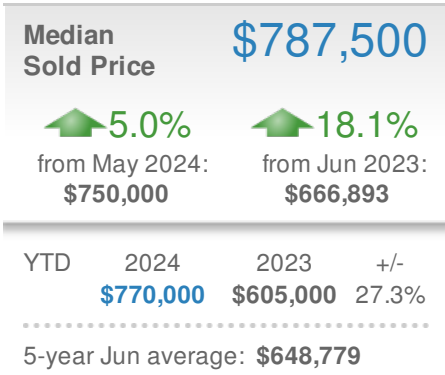 Median
Sold Price
$787,500
5.0%
from May 2024:
$750,000
18.1%
from Jun 2023:
$666,893
YTD 2024 2023 +/-
$770,000 $605,000 27.3%
5-year Jun average: $648,779